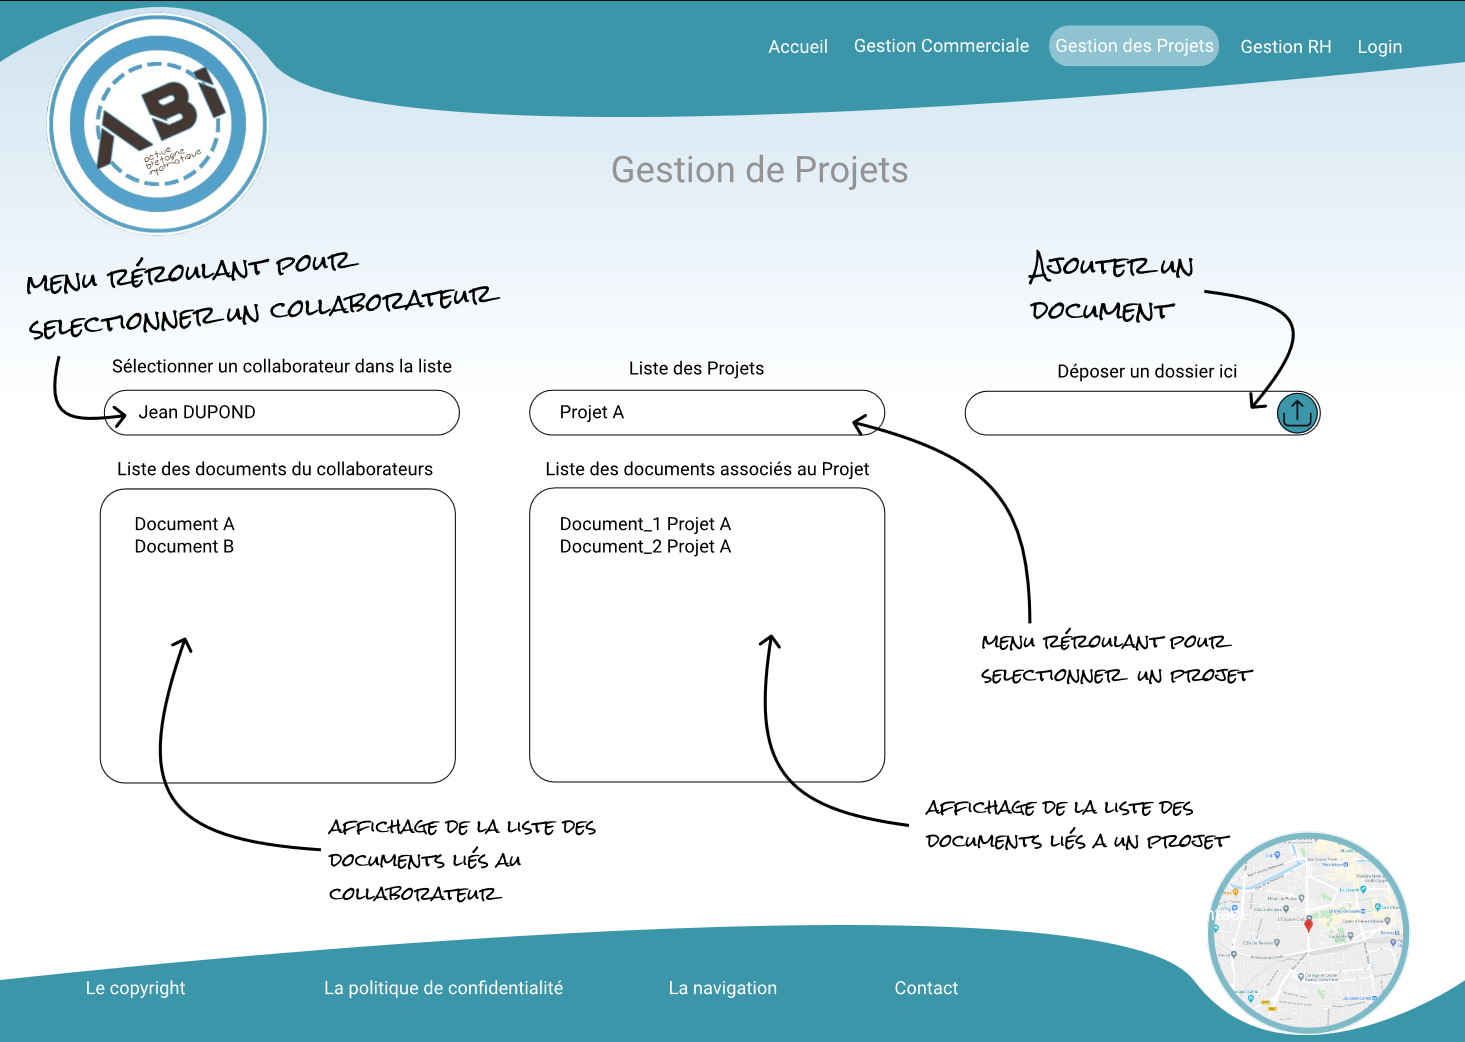 Accueil
Gestion Commerciale
Gestion des Projets
Gestion RH
Login
ABI
active
bretagne
informatique
Gestion de Projets
menu réroulant pour
selectionner un collaborateur
Ajouter un
document
Sélectionner un collaborateur dans la liste
Jean DUPOND
Liste des Projets
Projet A
Déposer un dossier ici
Liste des documents du collaborateurs
Document A
Document B
Liste des documents associés au Projet
Document_1 Projet A
Document_2 Projet A
menu réroulant pour
selectionner un projet
affichage de la liste des
documents liés au
collaborateur
affichage de la liste des
documents liés a un projet
Le copyright
La politique de confidentialité
La navigation
Contact